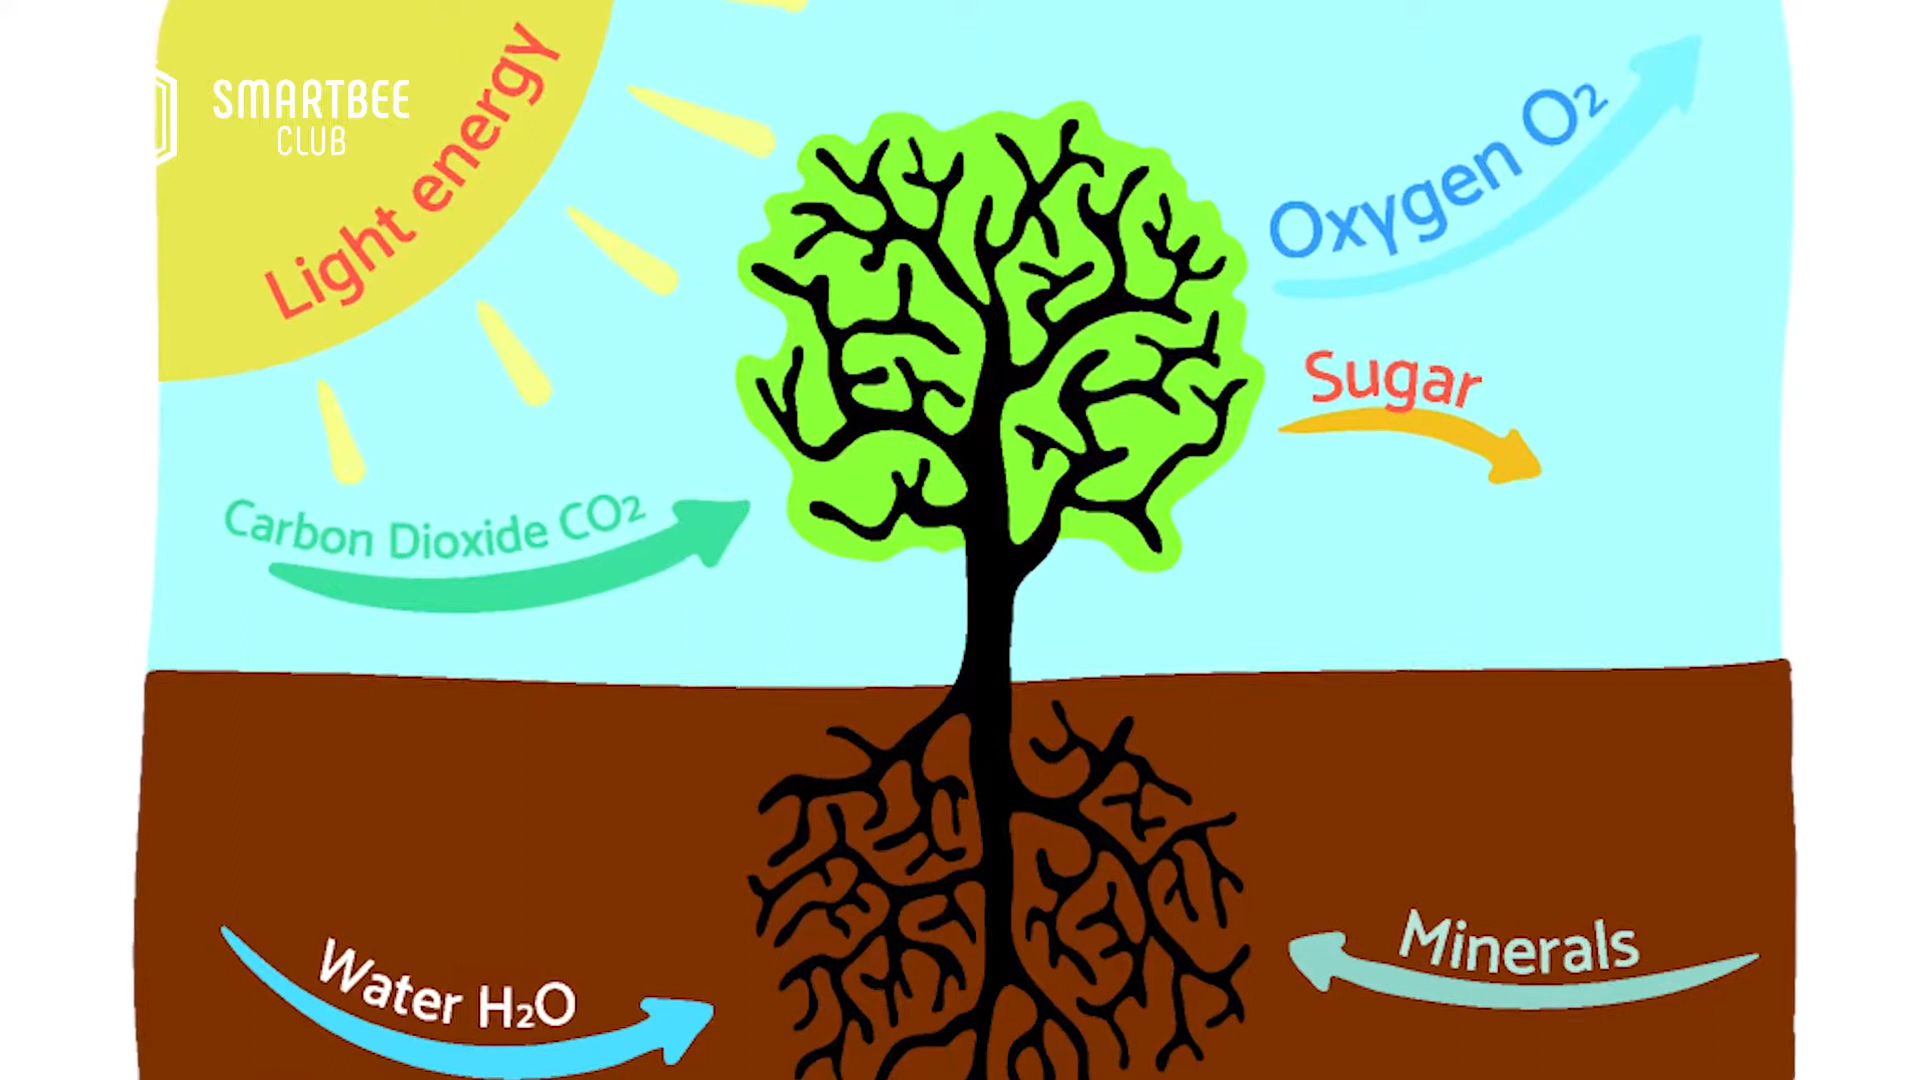 SMARTBEE
CLUB
Light energy
Oxygen O₂
Sugar
Carbon Dioxide CO₂
Water H₂O
Minerals